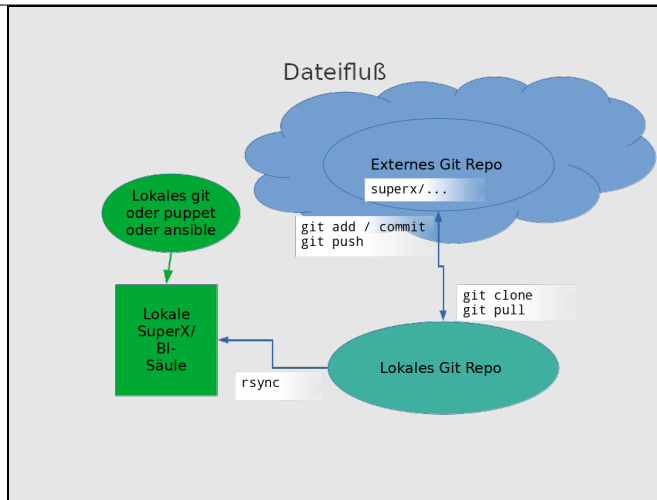 Dateifluß
Externes Git Repo
superx/...
Lokales git
oder puppet
oder ansible
git add / commit
git push
Lokale
SuperX/
BI-
Säule
git clone
git pull
Lokales Git Repo
rsync